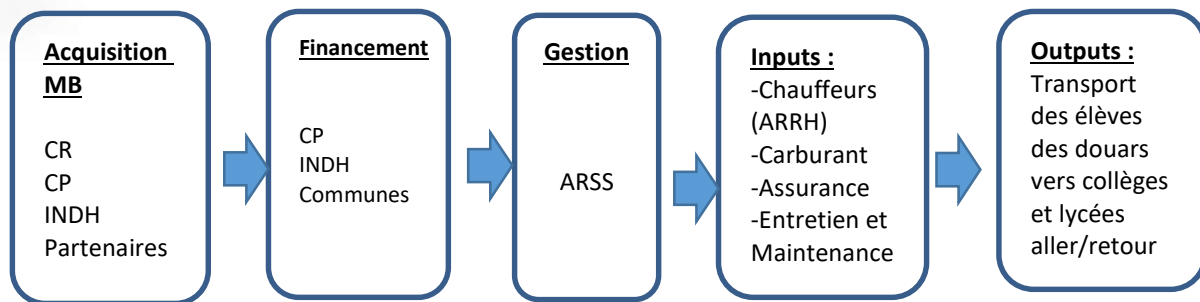 Acquisition
MB
CR
CP
INDH
Partenaires
Financement
CP
INDH
Communes
Gestion
ARSS
Inputs :
-Chauffeurs
(ARRH)
-Carburant
-Assurance
-Entretien et
Maintenance
Outputs :
Transport
des élèves
des douars
vers collèges
et lycées
aller/retour